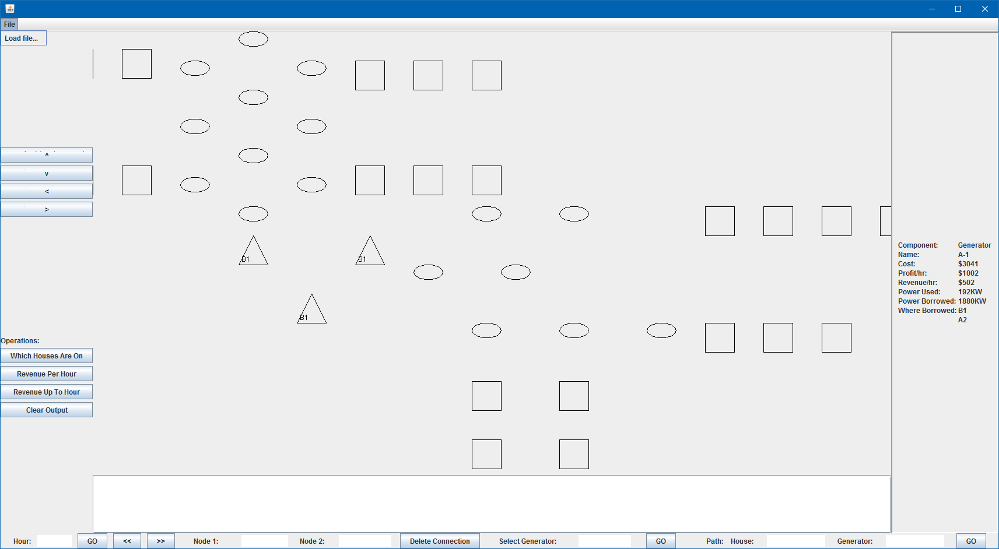 File
Load file...
^
v
<
>
B1
B1
B1
Component: Generator
Name: A-1
Cost: $3041
Profit/hr: $1002
Revenue/hr: $502
Power Used: 192KW
Power Borrowed: 1880KW
Where Borrowed: B1
A2
Operations:
Which Houses Are On
Revenue Per Hour
Revenue Up To Hour
Clear Output
Hour: GO << >> Node 1: Node 2: Delete Connection Select Generator: GO Path: House: Generator: GO